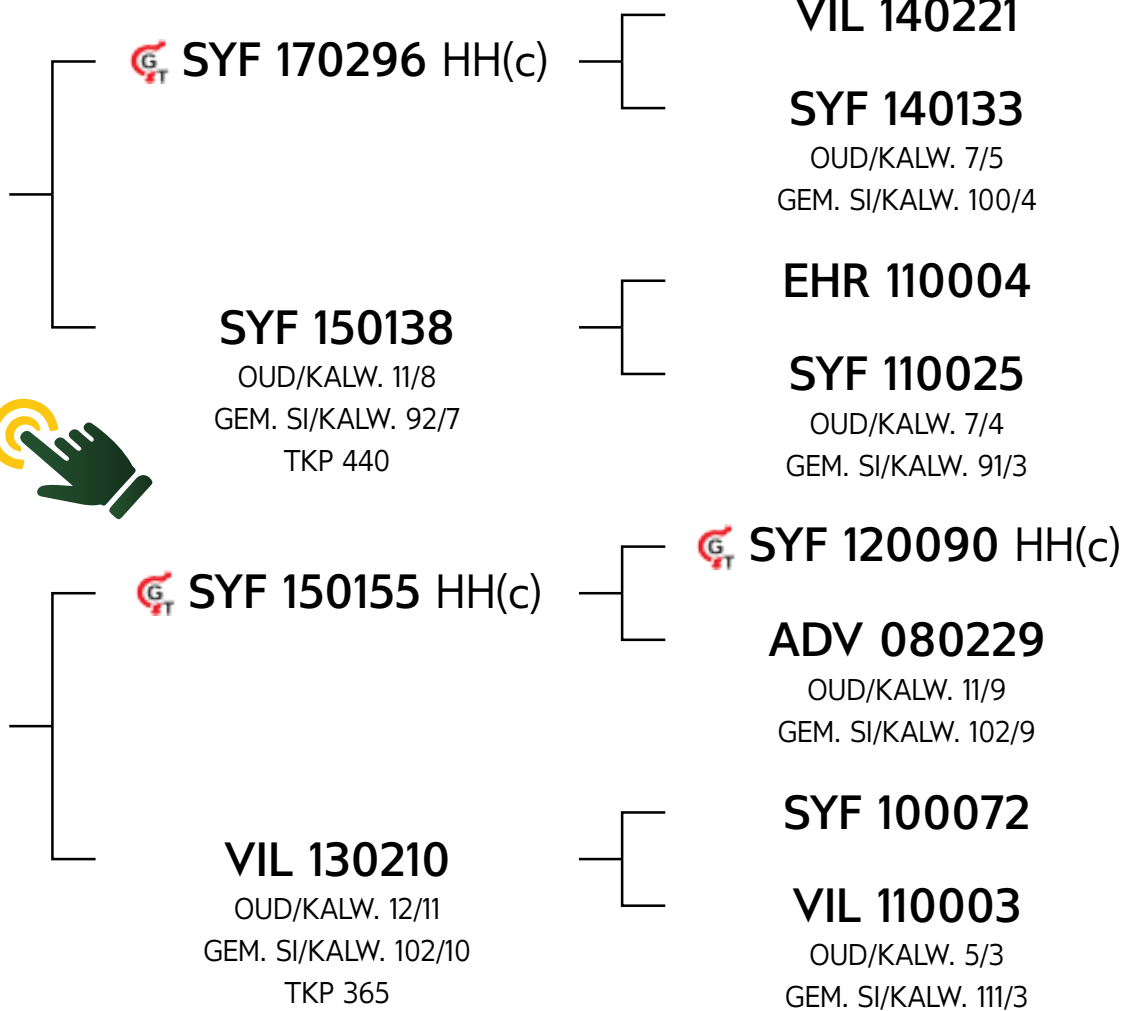 VIL 140221
GT SYF 170296 HH(c)
SYF 140133
OUD/KALW. 7/5
GEM. SI/KALW. 100/4
EHR 110004
SYF 150138
OUD/KALW. 11/8
GEM. SI/KALW. 92/7
TKP 440
SYF 110025
OUD/KALW. 7/4
GEM. SI/KALW. 91/3
GT SYF 120090 HH(c)
GT SYF 150155 HH(c)
ADV 080229
OUD/KALW. 11/9
GEM. SI/KALW. 102/9
SYF 100072
VIL 130210
OUD/KALW. 12/11
GEM. SI/KALW. 102/10
TKP 365
VIL 110003
OUD/KALW. 5/3
GEM. SI/KALW. 111/3